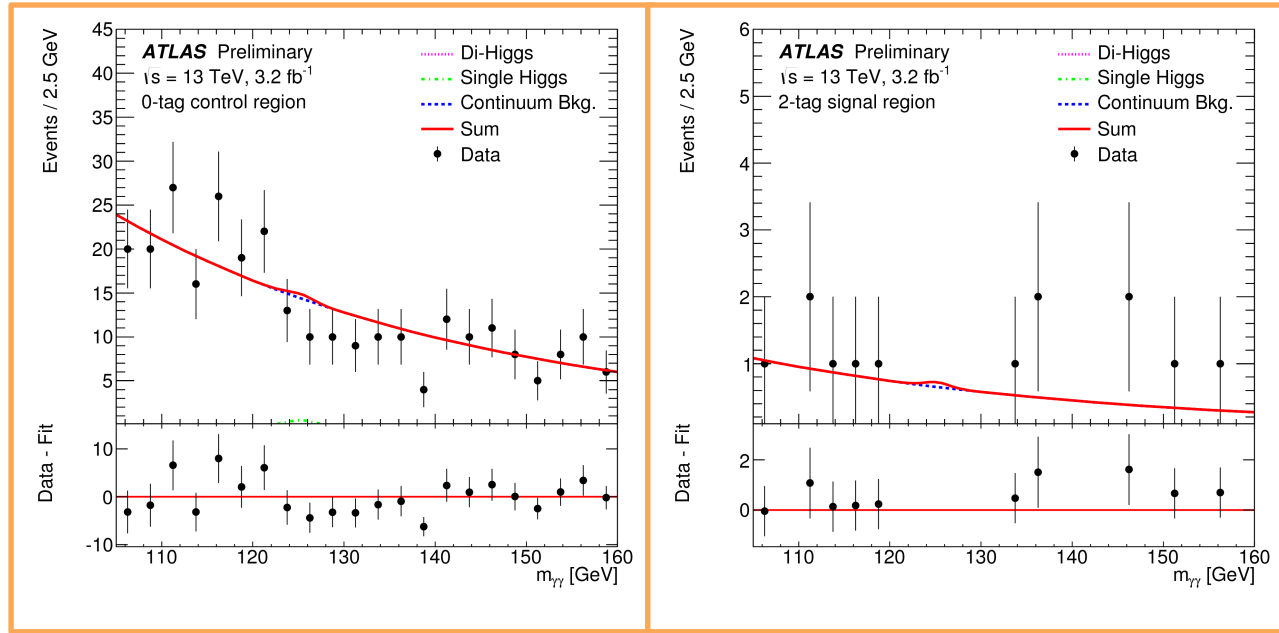 ATLAS Preliminary
√s = 13 TeV, 3.2 fb⁻¹
0-tag control region
Di-Higgs
Single Higgs
Continuum Bkg.
Sum
Data
Events / 2.5 GeV
45
40
35
30
25
20
15
10
5
Data - Fit
10
0
-10
110 120 130 140 150 160
mγγ [GeV]
ATLAS Preliminary
√s = 13 TeV, 3.2 fb⁻¹
2-tag signal region
Di-Higgs
Single Higgs
Continuum Bkg.
Sum
Data
Events / 2.5 GeV
6
5
4
3
2
1
Data - Fit
2
0
110 120 130 140 150 160
mγγ [GeV]